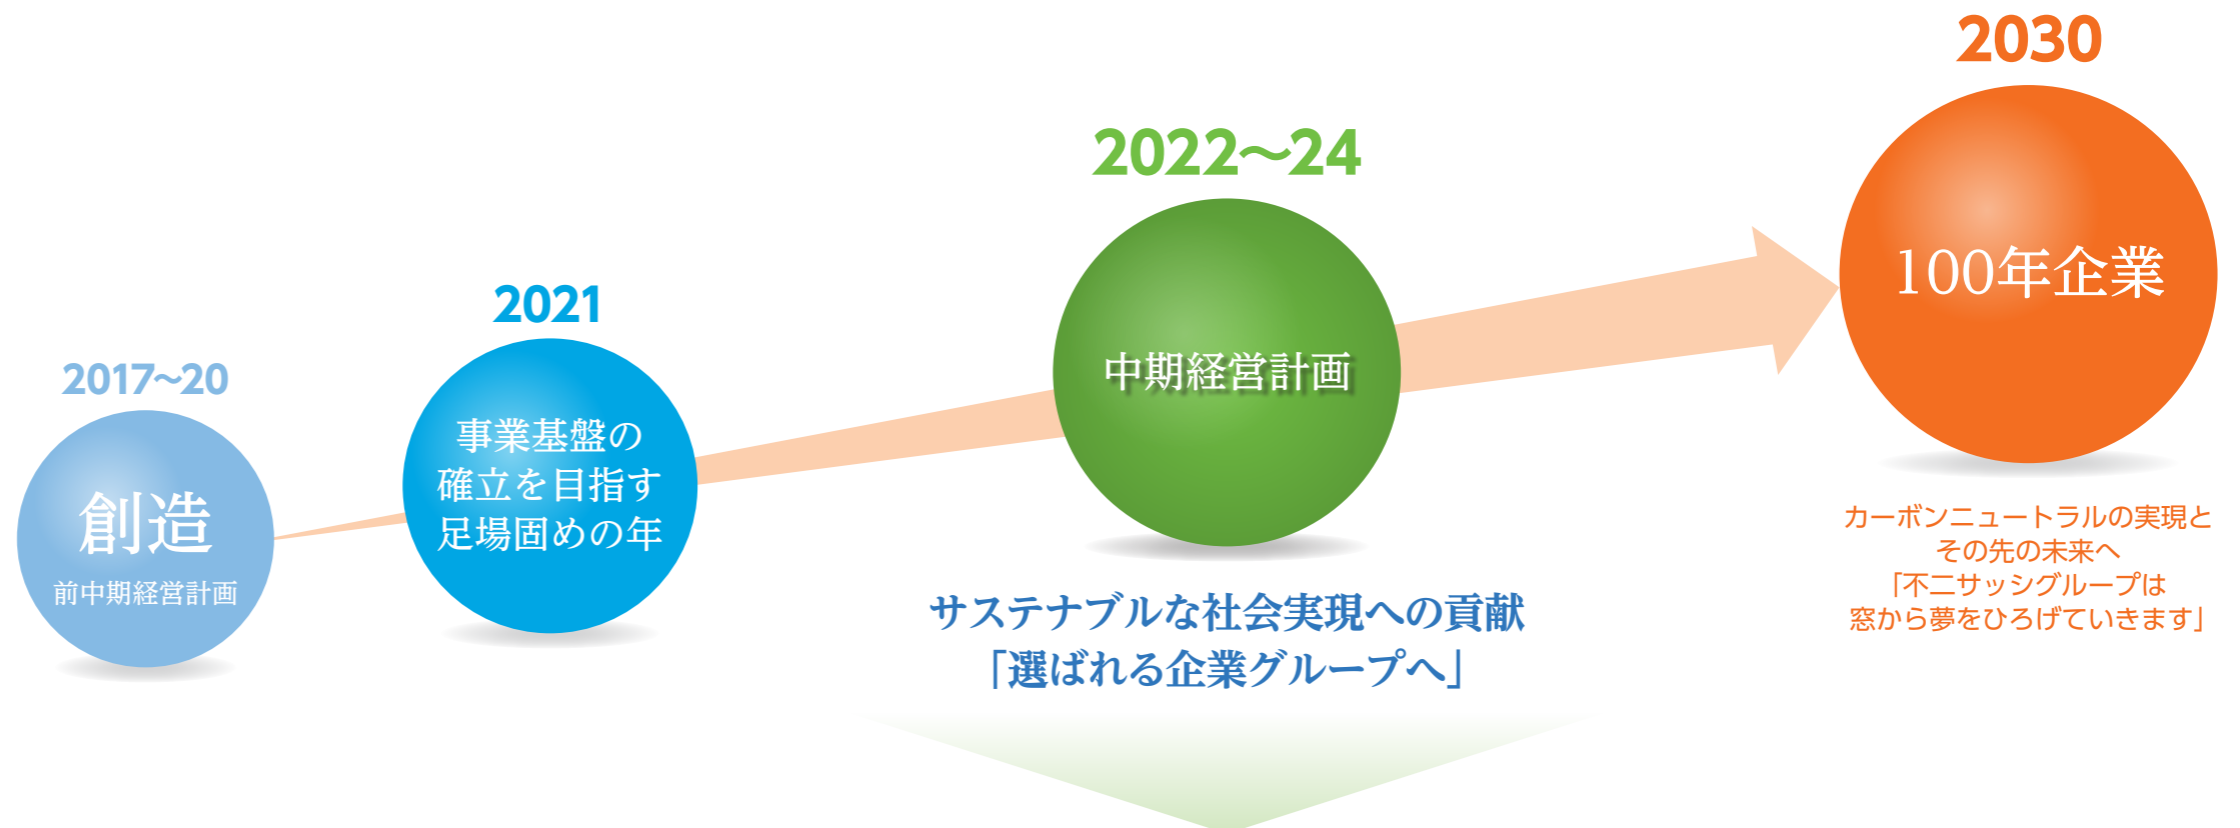 2017～20
創造
前中期経営計画
2021
事業基盤の
確立を目指す
足場固めの年
2022～24
中期経営計画
サステナブルな社会実現への貢献
「選ばれる企業グループへ」
2030
100年企業
カーボンニュートラルの実現と
その先の未来へ
「不二サッシグループは
窓から夢をひろげていきます」